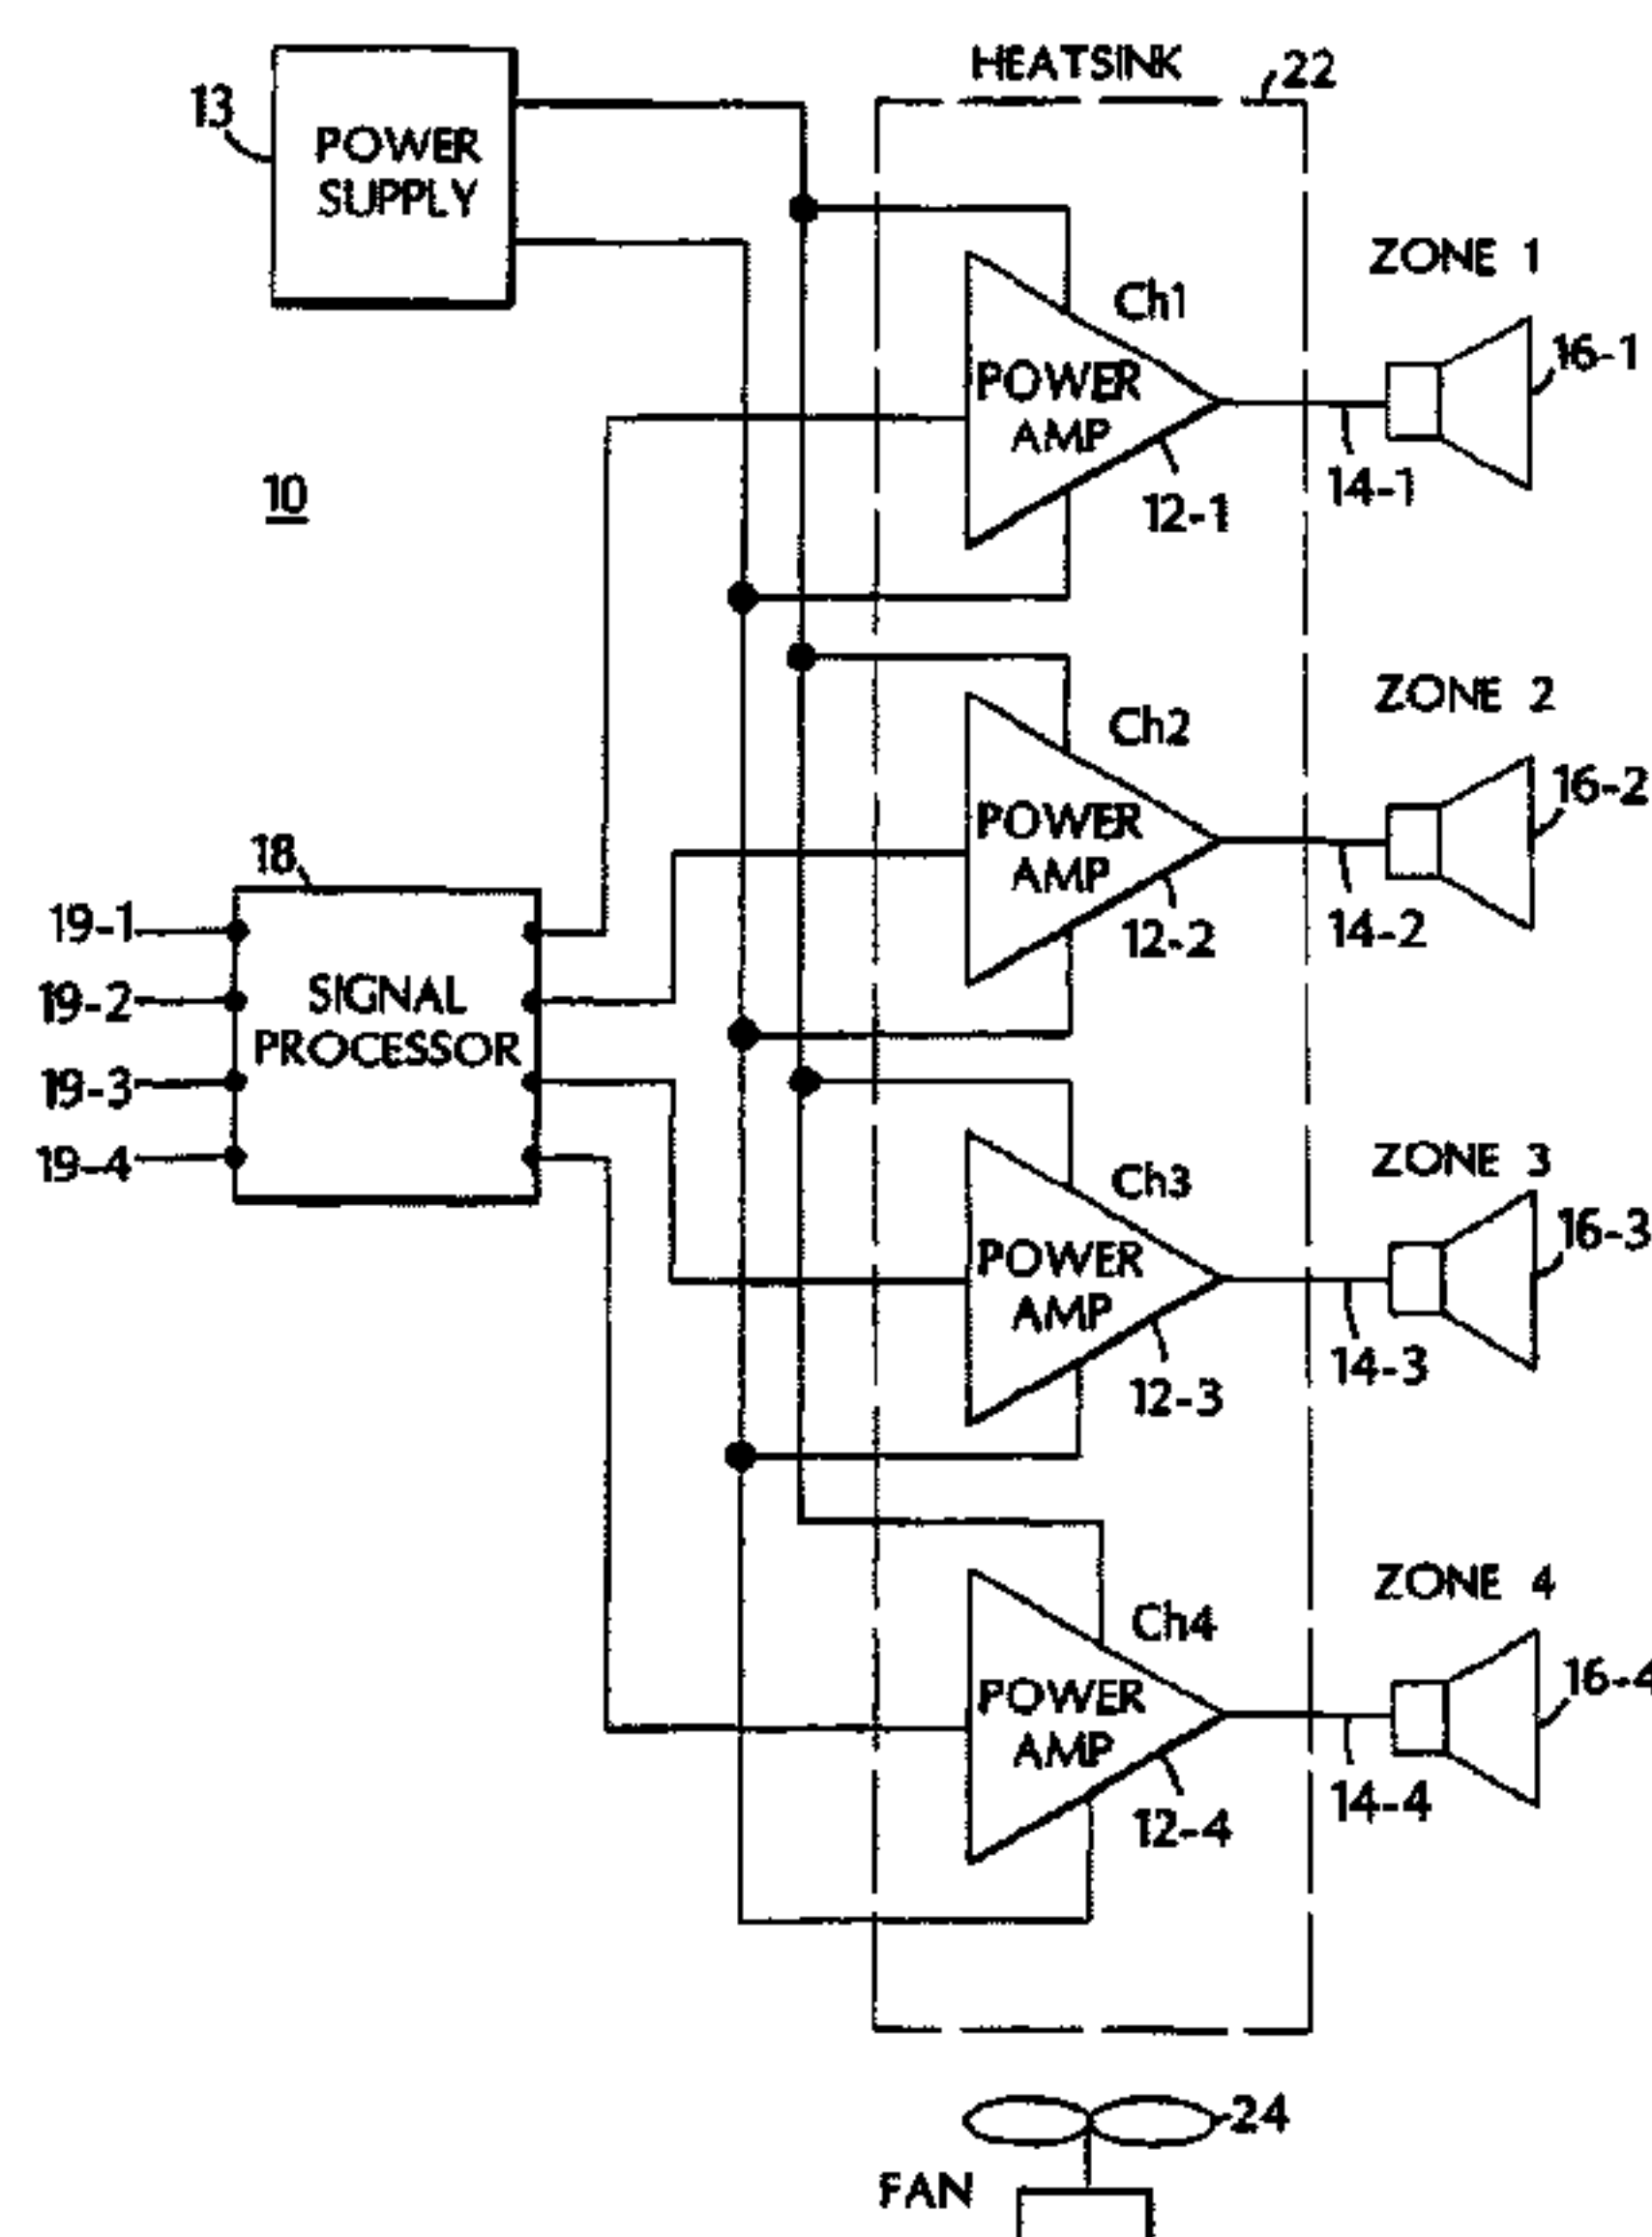 HEATSINK
22
13
POWER
SUPPLY
ZONE 1
Ch1
16-1
POWER
AMP
14-1
12-1
10
ZONE 2
Ch2
16-2
POWER
AMP
14-2
12-2
18
19-1
19-2
19-3
19-4
SIGNAL
PROCESSOR
ZONE 3
Ch3
16-3
POWER
AMP
14-3
12-3
ZONE 4
Ch4
16-4
POWER
AMP
14-4
12-4
24
FAN